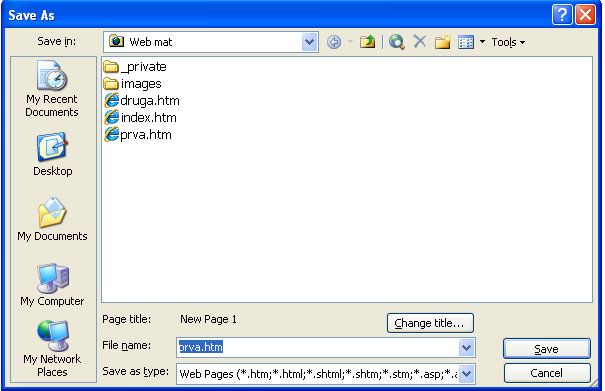 Save As
Save in:
Web mat
Tools
My Recent
Documents
Desktop
My Documents
My Computer
My Network
Places
_private
images
druga.htm
index.htm
prva.htm
Page title:
New Page 1
Change title...
File name:
prva.htm
Save
Save as type:
Web Pages (*.htm;*.html;*.shtml;*.shtm;*.stm;*.asp;*.a
Cancel